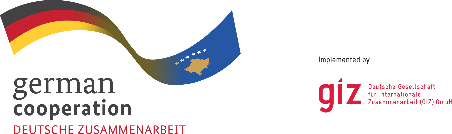 german
cooperation
DEUTSCHE ZUSAMMENARBEIT
Implemented by
giz
Deutsche Gesellschaft
für Internationale
Zusammenarbeit (GIZ) GmbH